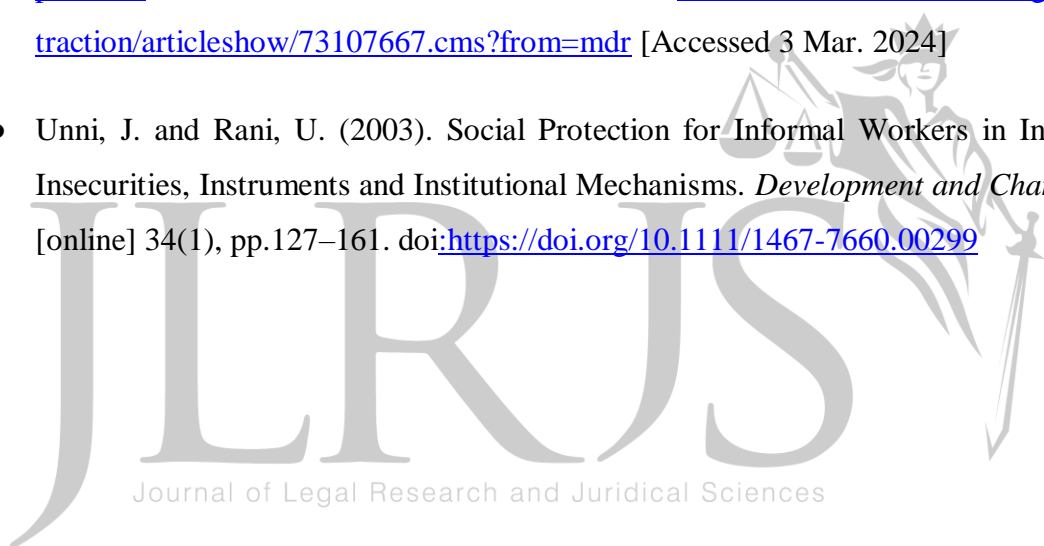 traction/articleshow/73107667.cms?from=mdr [Accessed 3 Mar. 2024]
• Unni, J. and Rani, U. (2003). Social Protection for Informal Workers in In
Insecurities, Instruments and Institutional Mechanisms. Development and Cha
[online] 34(1), pp.127–161. doi:https://doi.org/10.1111/1467-7660.00299
JLRJS
Journal of Legal Research and Juridical Sciences